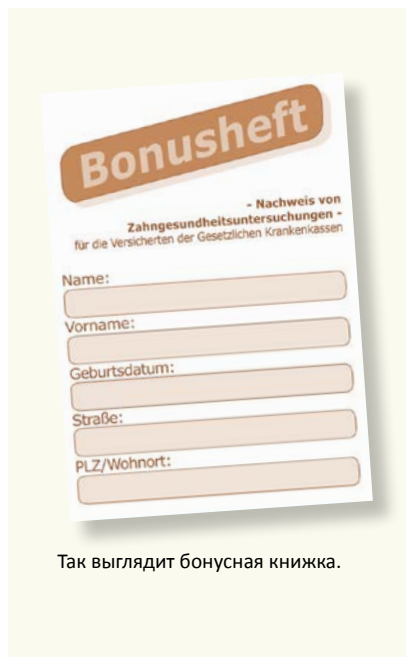 Bonusheft
- Nachweis von
Zahngesundheitsuntersuchungen -
für die Versicherten der Gesetzlichen Krankenkassen
Name:
Vorname:
Geburtsdatum:
Straße:
PLZ/Wohnort:
Так выглядит бонусная книжка.